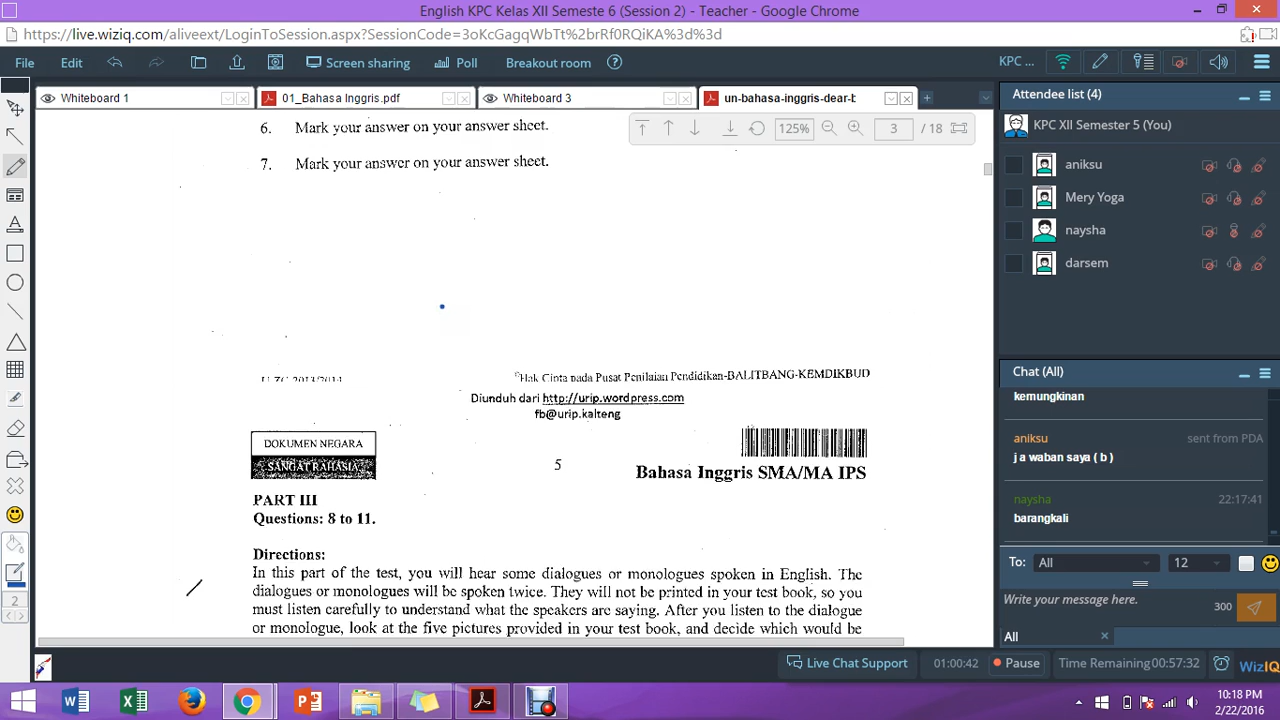 English KPC Kelas XII Semeste 6 (Session 2) - Teacher - Google Chrome
https://live.wiziq.com/aliveext/LoginToSession.aspx?SessionCode=3oKcGagqWbTt%2brRf0RQiKA%3d%3d
File Edit Screen sharing Poll Breakout room KPC ...
Whiteboard 1 01_Bahasa Inggris.pdf Whiteboard 3 un-bahasa-inggris-dear-b
125% 3 / 18
6. Mark your answer on your answer sheet.
7. Mark your answer on your answer sheet.
©Hak Cipta pada Pusat Penilaian Pendidikan-BALITBANG-KEMDIKBUD
Diunduh dari http://urip.wordpress.com
fb@urip.kalteng
DOKUMEN NEGARA
SANGAT RAHASIA
5
Bahasa Inggris SMA/MA IPS
PART III
Questions: 8 to 11.
Directions:
In this part of the test, you will hear some dialogues or monologues spoken in English. The
dialogues or monologues will be spoken twice. They will not be printed in your test book, so you
must listen carefully to understand what the speakers are saying. After you listen to the dialogue
or monologue, look at the five pictures provided in your test book, and decide which would be
2
Attendee list (4)
KPC XII Semester 5 (You)
aniksu
Mery Yoga
naysha
darsem
Chat (All)
kemungkinan
aniksu sent from PDA
j a waban saya ( b )
naysha 22:17:41
barangkali
To: All 12
Write your message here. 300
All
Live Chat Support 01:00:42 Pause Time Remaining 00:57:32 WizIQ
10:18 PM
2/22/2016